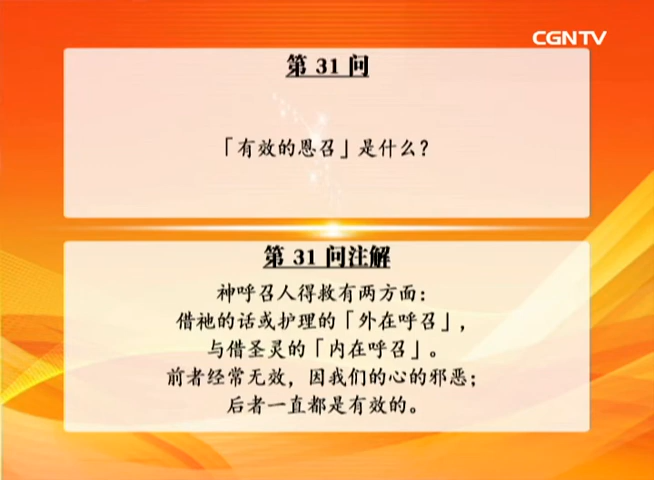 CGNTV
第 31 问
「有效的恩召」是什么？
第 31 问注解
神呼召人得救有两方面：
借祂的话或护理的「外在呼召」，
与借圣灵的「内在呼召」。
前者经常无效，因我们的心的邪恶；
后者一直都是有效的。